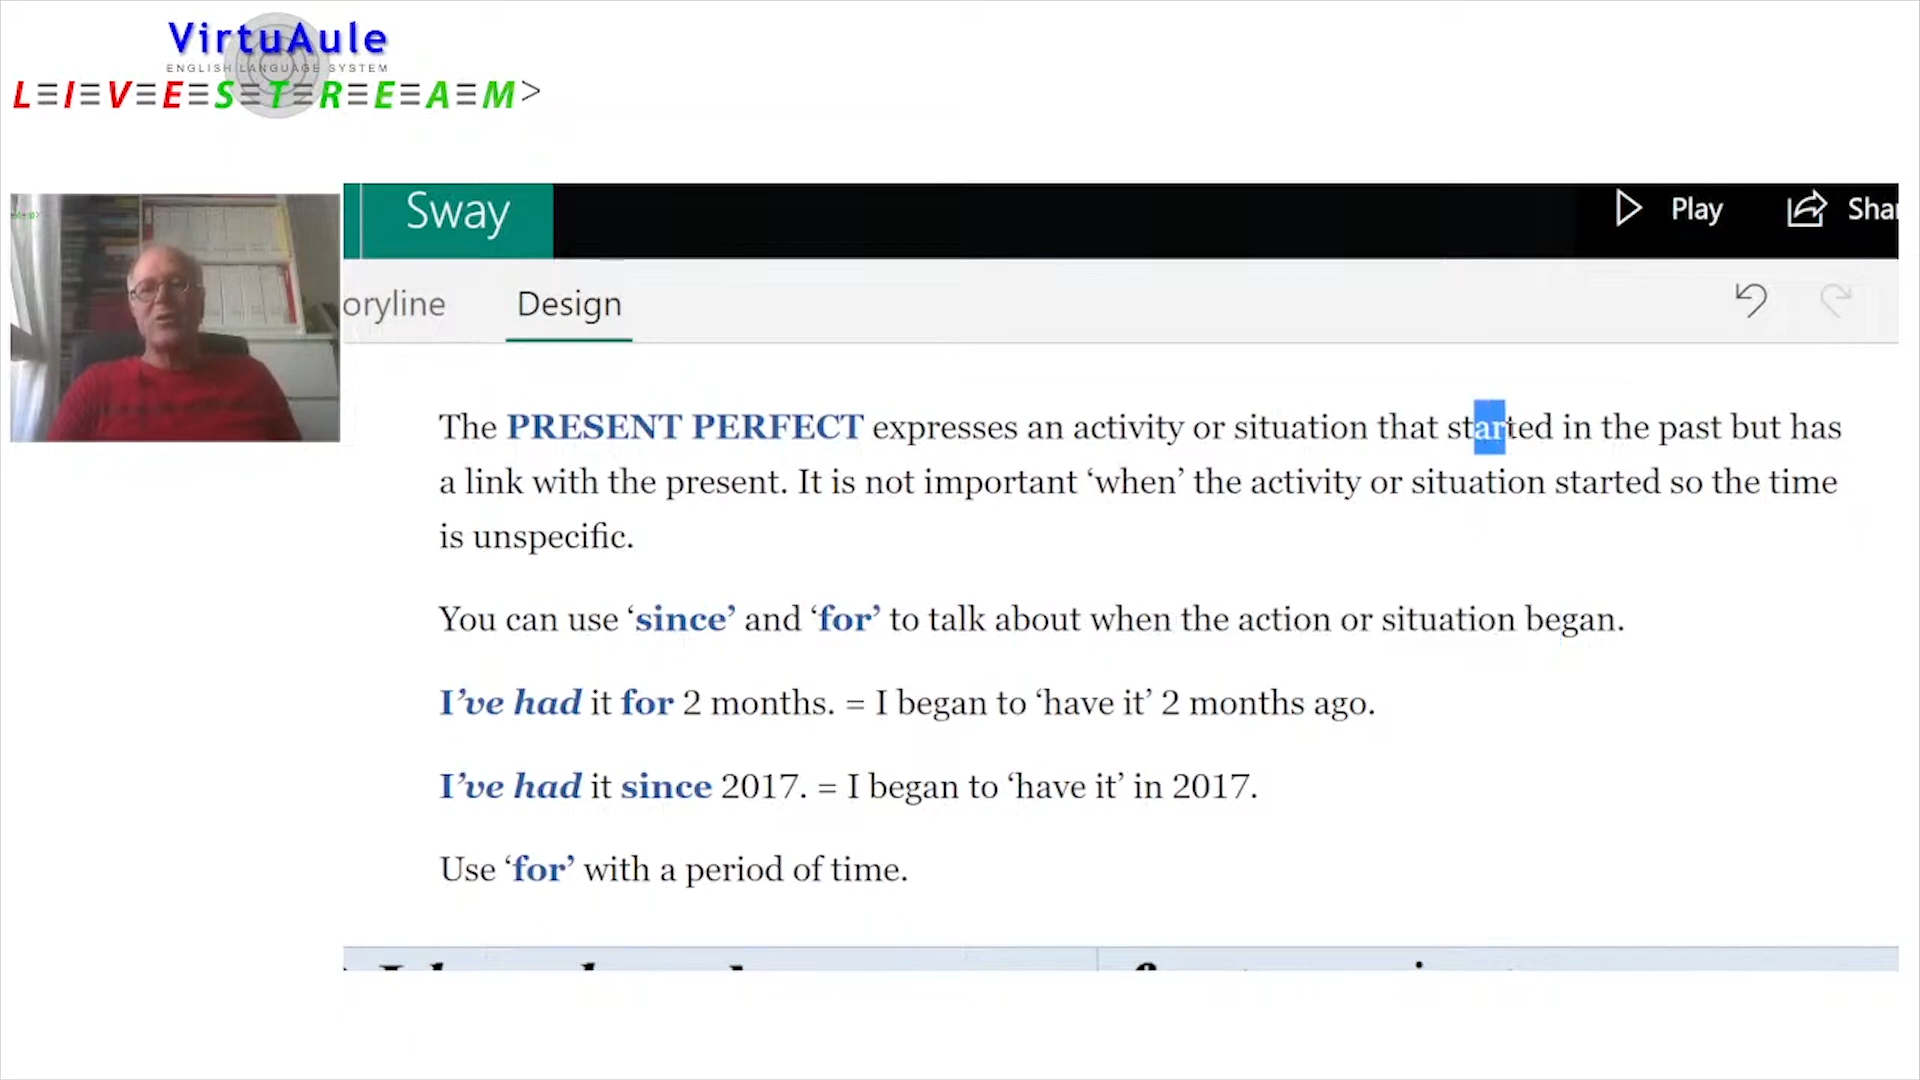 VirtuAule
ENGLISH LANGUAGE SYSTEM
L≡I≡V≡E≡S≡T≡R≡E≡A≡M>
Sway
Play
Shar
oryline
Design
The PRESENT PERFECT expresses an activity or situation that started in the past but has
a link with the present. It is not important ‘when’ the activity or situation started so the time
is unspecific.
You can use ‘since’ and ‘for’ to talk about when the action or situation began.
I’ve had it for 2 months. = I began to ‘have it’ 2 months ago.
I’ve had it since 2017. = I began to ‘have it’ in 2017.
Use ‘for’ with a period of time.